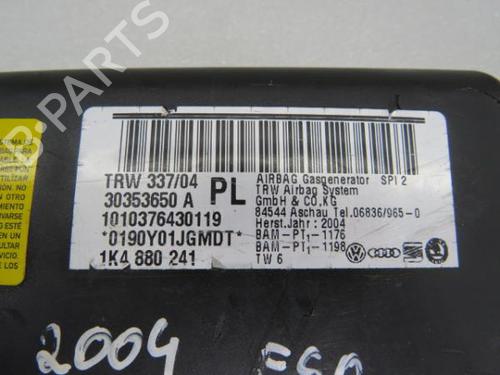 TRW 337/04
30353650 A PL
1010376430119
*0190Y01JGMDT*
1K4 880 241
AIRBAG Gasgenerator SPI 2
TRW Airbag System
GmbH & CO.KG
84544 Aschau Tel.06836/965-0
Herst.Jahr: 2004
BAM-PT1-1176
BAM-PT1-1198
TW 6
2004
B-PARTS